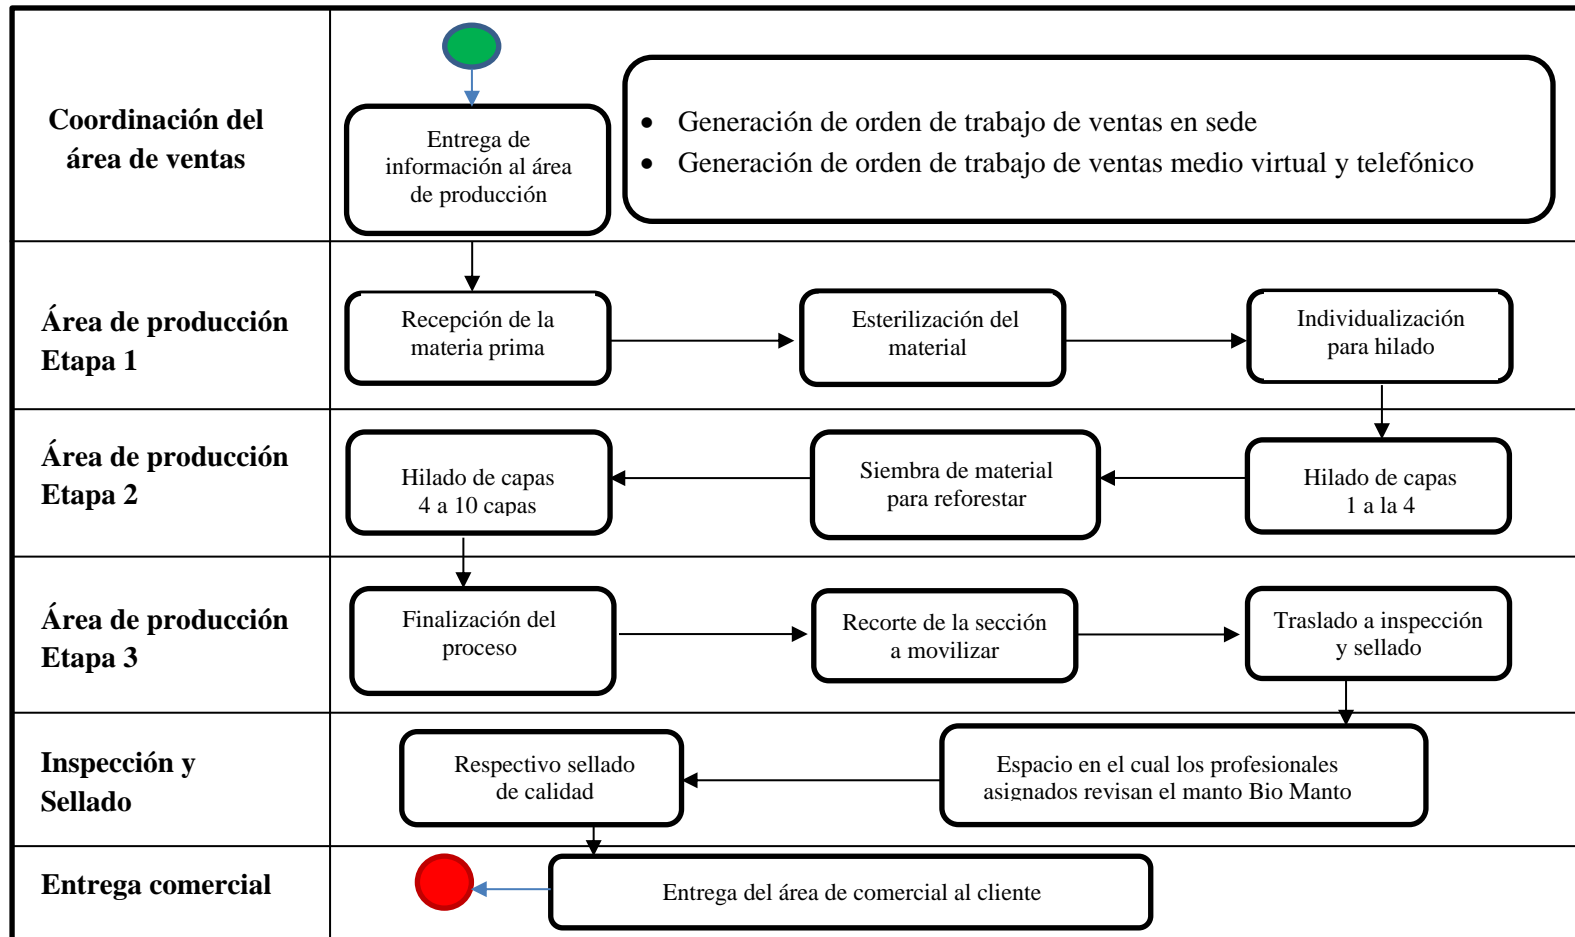 Coordinación del
área de ventas
Entrega de
información al área
de producción
• Generación de orden de trabajo de ventas en sede
• Generación de orden de trabajo de ventas medio virtual y telefónico
Área de producción
Etapa 1
Recepción de la
materia prima
Esterilización del
material
Individualización
para hilado
Área de producción
Etapa 2
Hilado de capas
4 a 10 capas
Siembra de material
para reforestar
Hilado de capas
1 a la 4
Área de producción
Etapa 3
Finalización del
proceso
Recorte de la sección
a movilizar
Traslado a inspección
y sellado
Inspección y
Sellado
Respectivo sellado
de calidad
Espacio en el cual los profesionales
asignados revisan el manto Bio Manto
Entrega comercial
Entrega del área de comercial al cliente